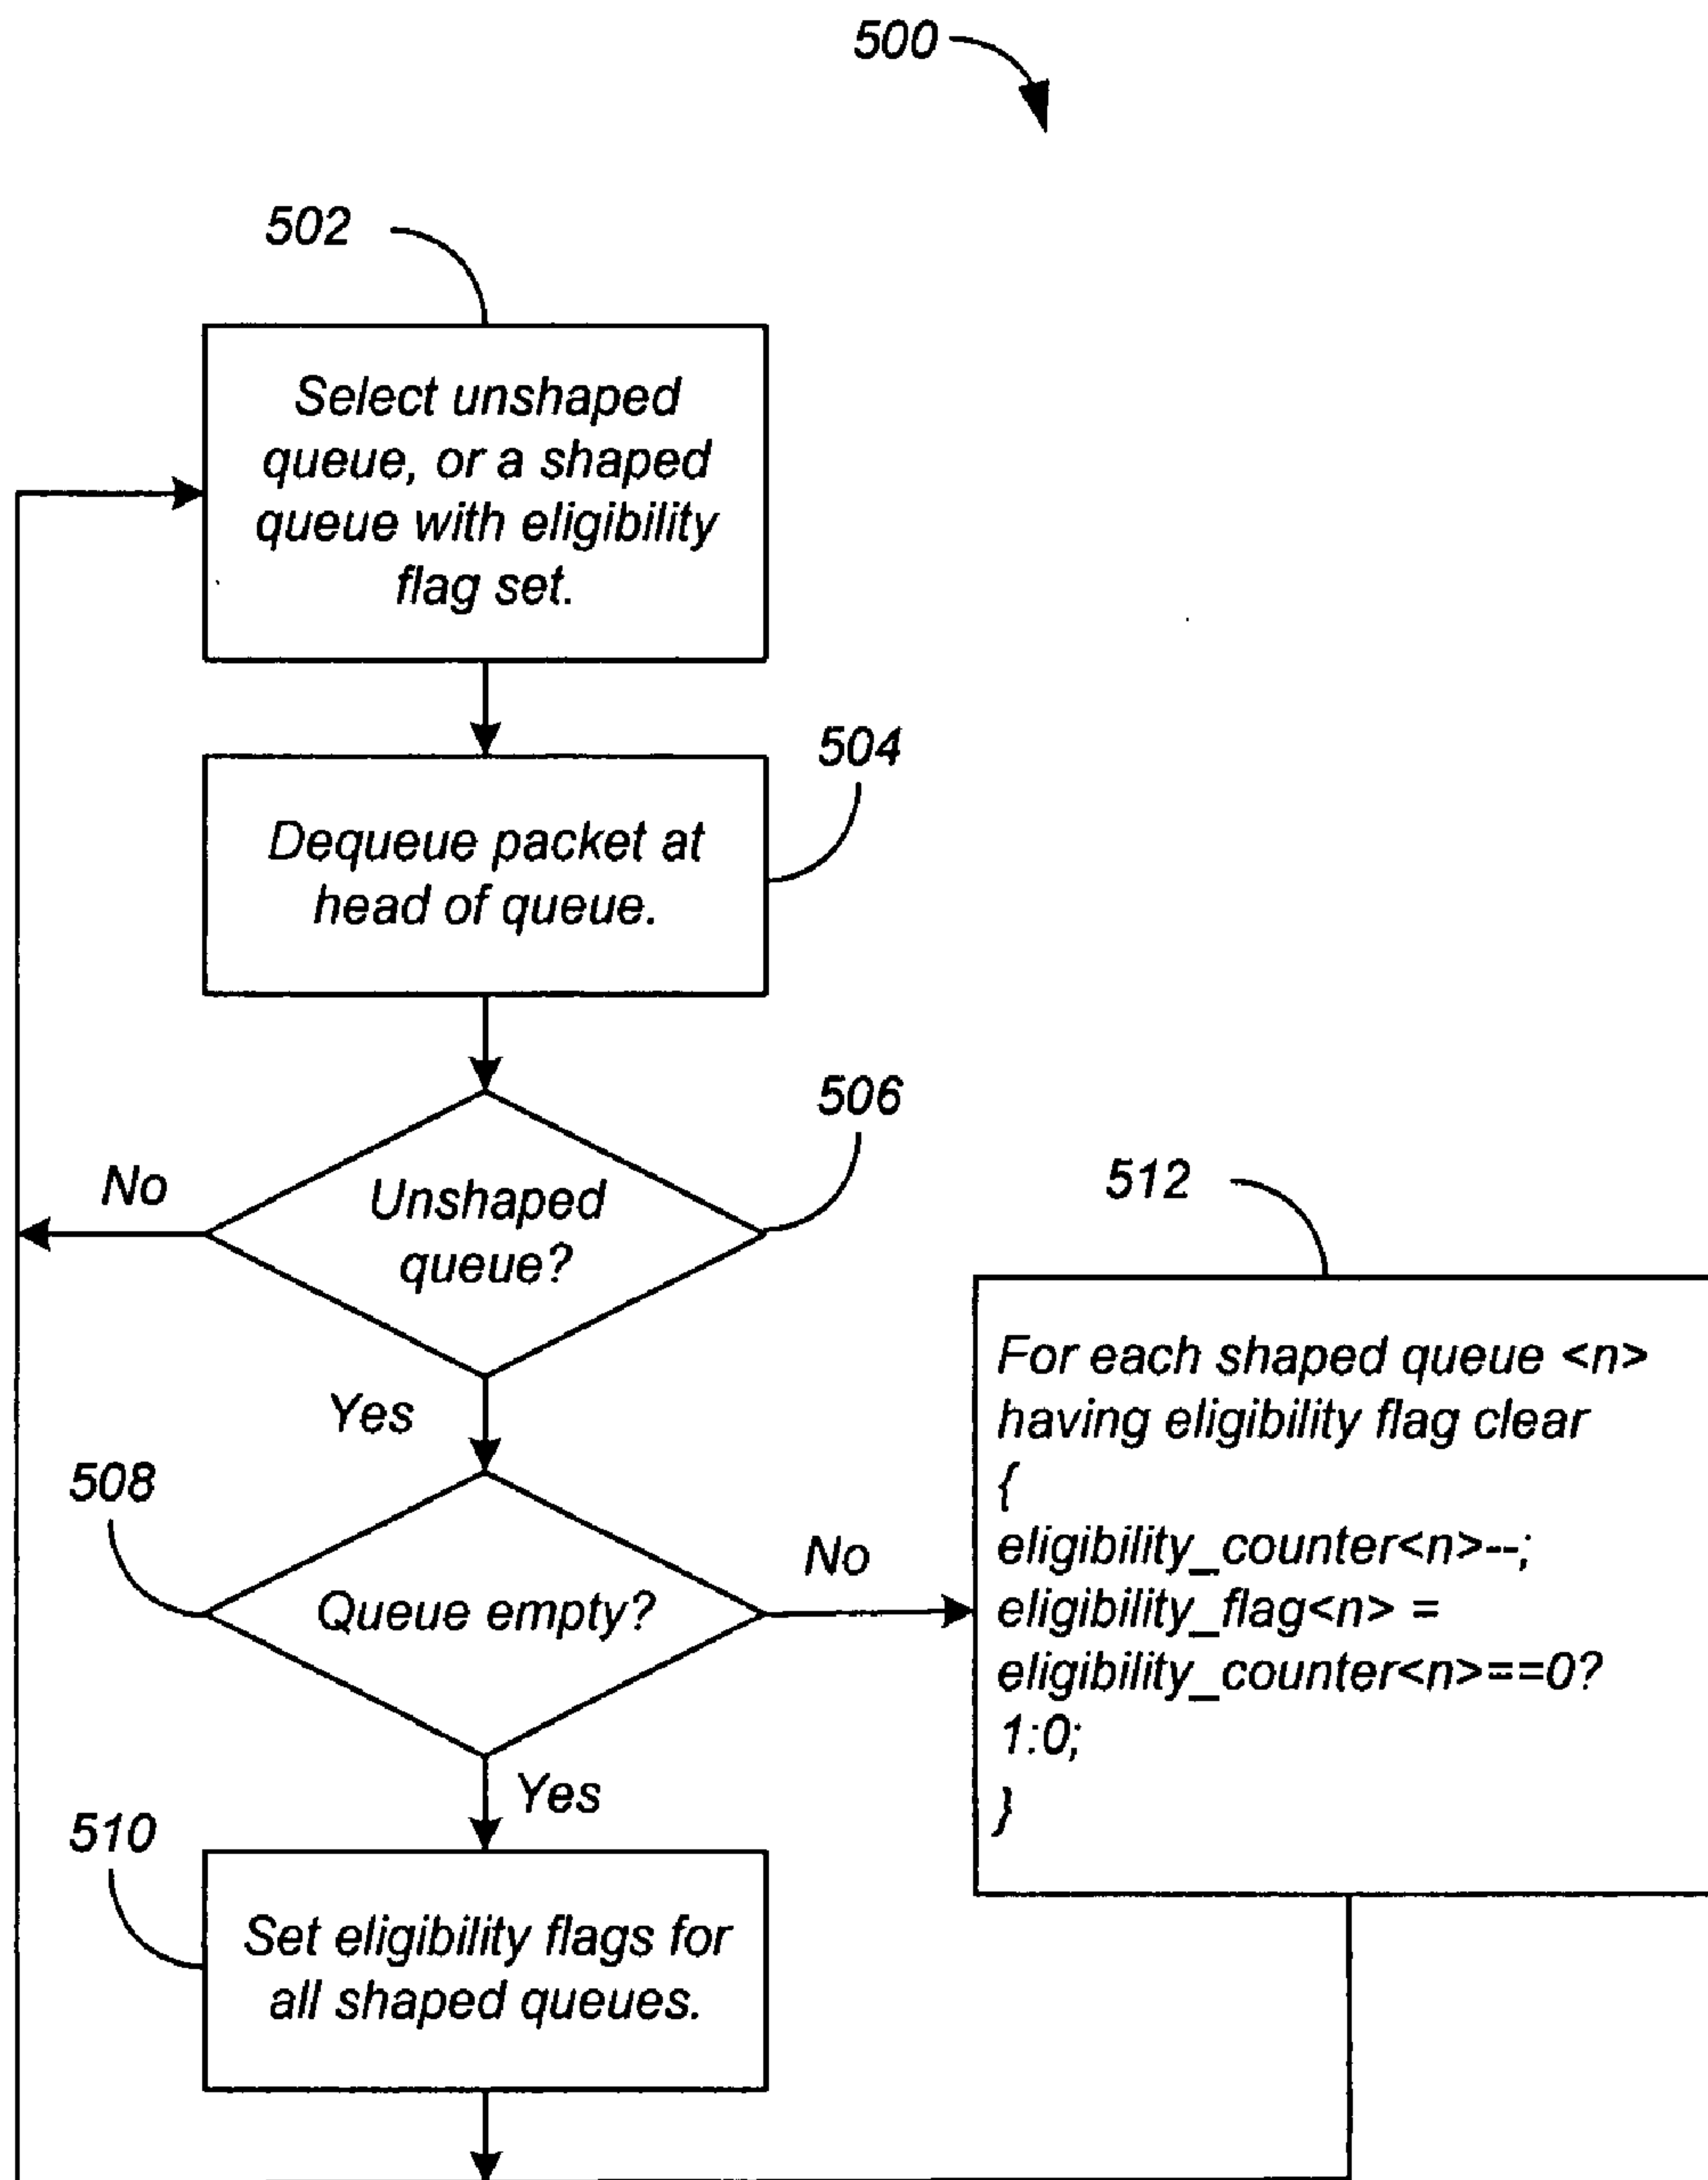 500
502
Select unshaped
queue, or a shaped
queue with eligibility
flag set.
504
Dequeue packet at
head of queue.
506
Unshaped
queue?
No
Yes
508
Queue empty?
No
Yes
510
Set eligibility flags for
all shaped queues.
512
For each shaped queue <n>
having eligibility flag clear
{
eligibility_counter<n>--;
eligibility_flag<n> =
eligibility_counter<n>==0?
1:0;
}